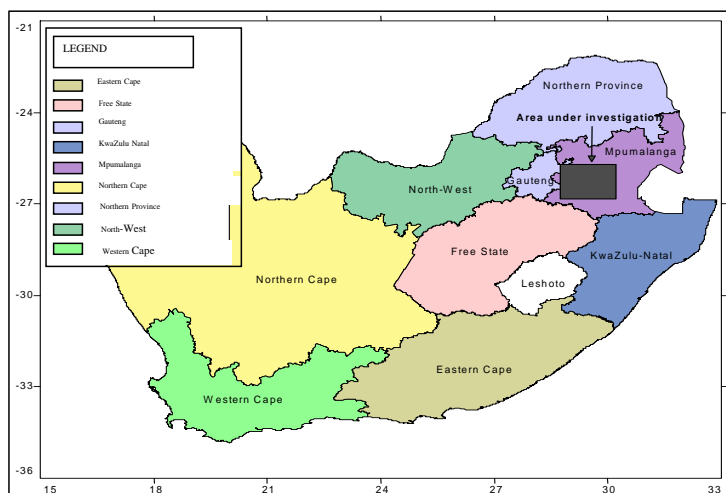 -21
-24
-27
-30
-33
-36
LEGEND
Eastern Cape
Free State
Gauteng
KwaZulu Natal
Mpumalanga
Northern Cape
Northern Province
North-West
Western Cape
Northern Province
Area under investigation
Mpumalanga
Gauteng
North-West
Free State
KwaZulu-Natal
Leshoto
Northern Cape
Eastern Cape
Western Cape
15 18 21 24 27 30 33